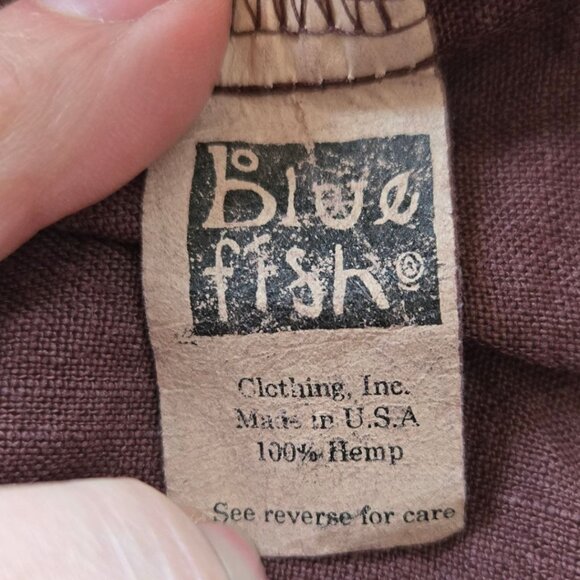 blue
fish®
Clothing, Inc.
Made in U.S.A
100% Hemp
See reverse for care